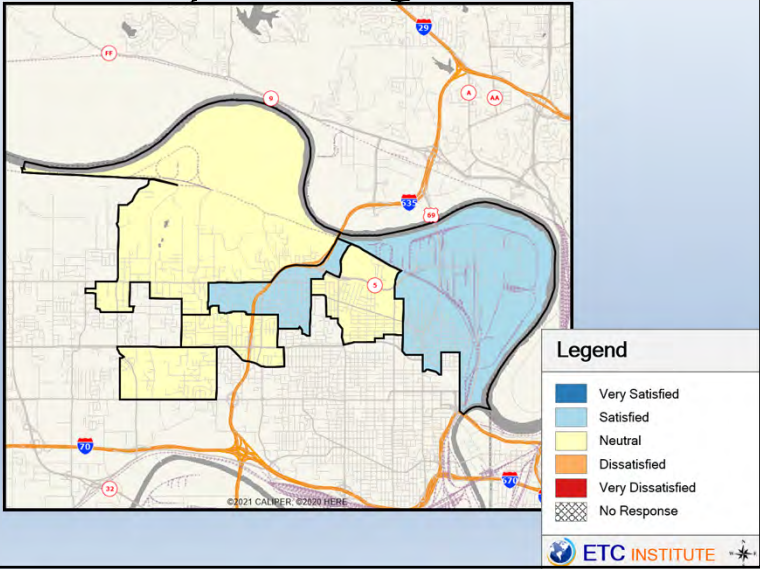 29
FF
A
AA
9
635
69
5
Legend
Very Satisfied
Satisfied
Neutral
Dissatisfied
Very Dissatisfied
No Response
70
32
670
©2021 CALIPER; ©2020 HERE
ETC INSTITUTE